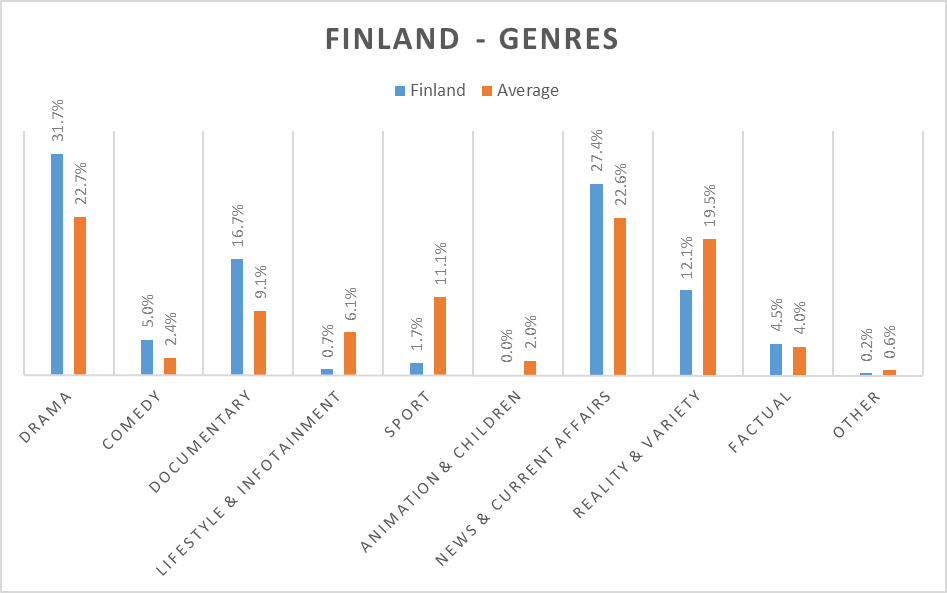 FINLAND - GENRES
Finland Average
31.7% 22.7%
5.0% 2.4%
16.7% 9.1%
0.7% 6.1%
1.7% 11.1%
0.0% 2.0%
27.4% 22.6%
12.1% 19.5%
4.5% 4.0%
0.2% 0.6%
DRAMA
COMEDY
DOCUMENTARY
LIFESTYLE & INFOTAINMENT
SPORT
ANIMATION & CHILDREN
NEWS & CURRENT AFFAIRS
REALITY & VARIETY
FACTUAL
OTHER